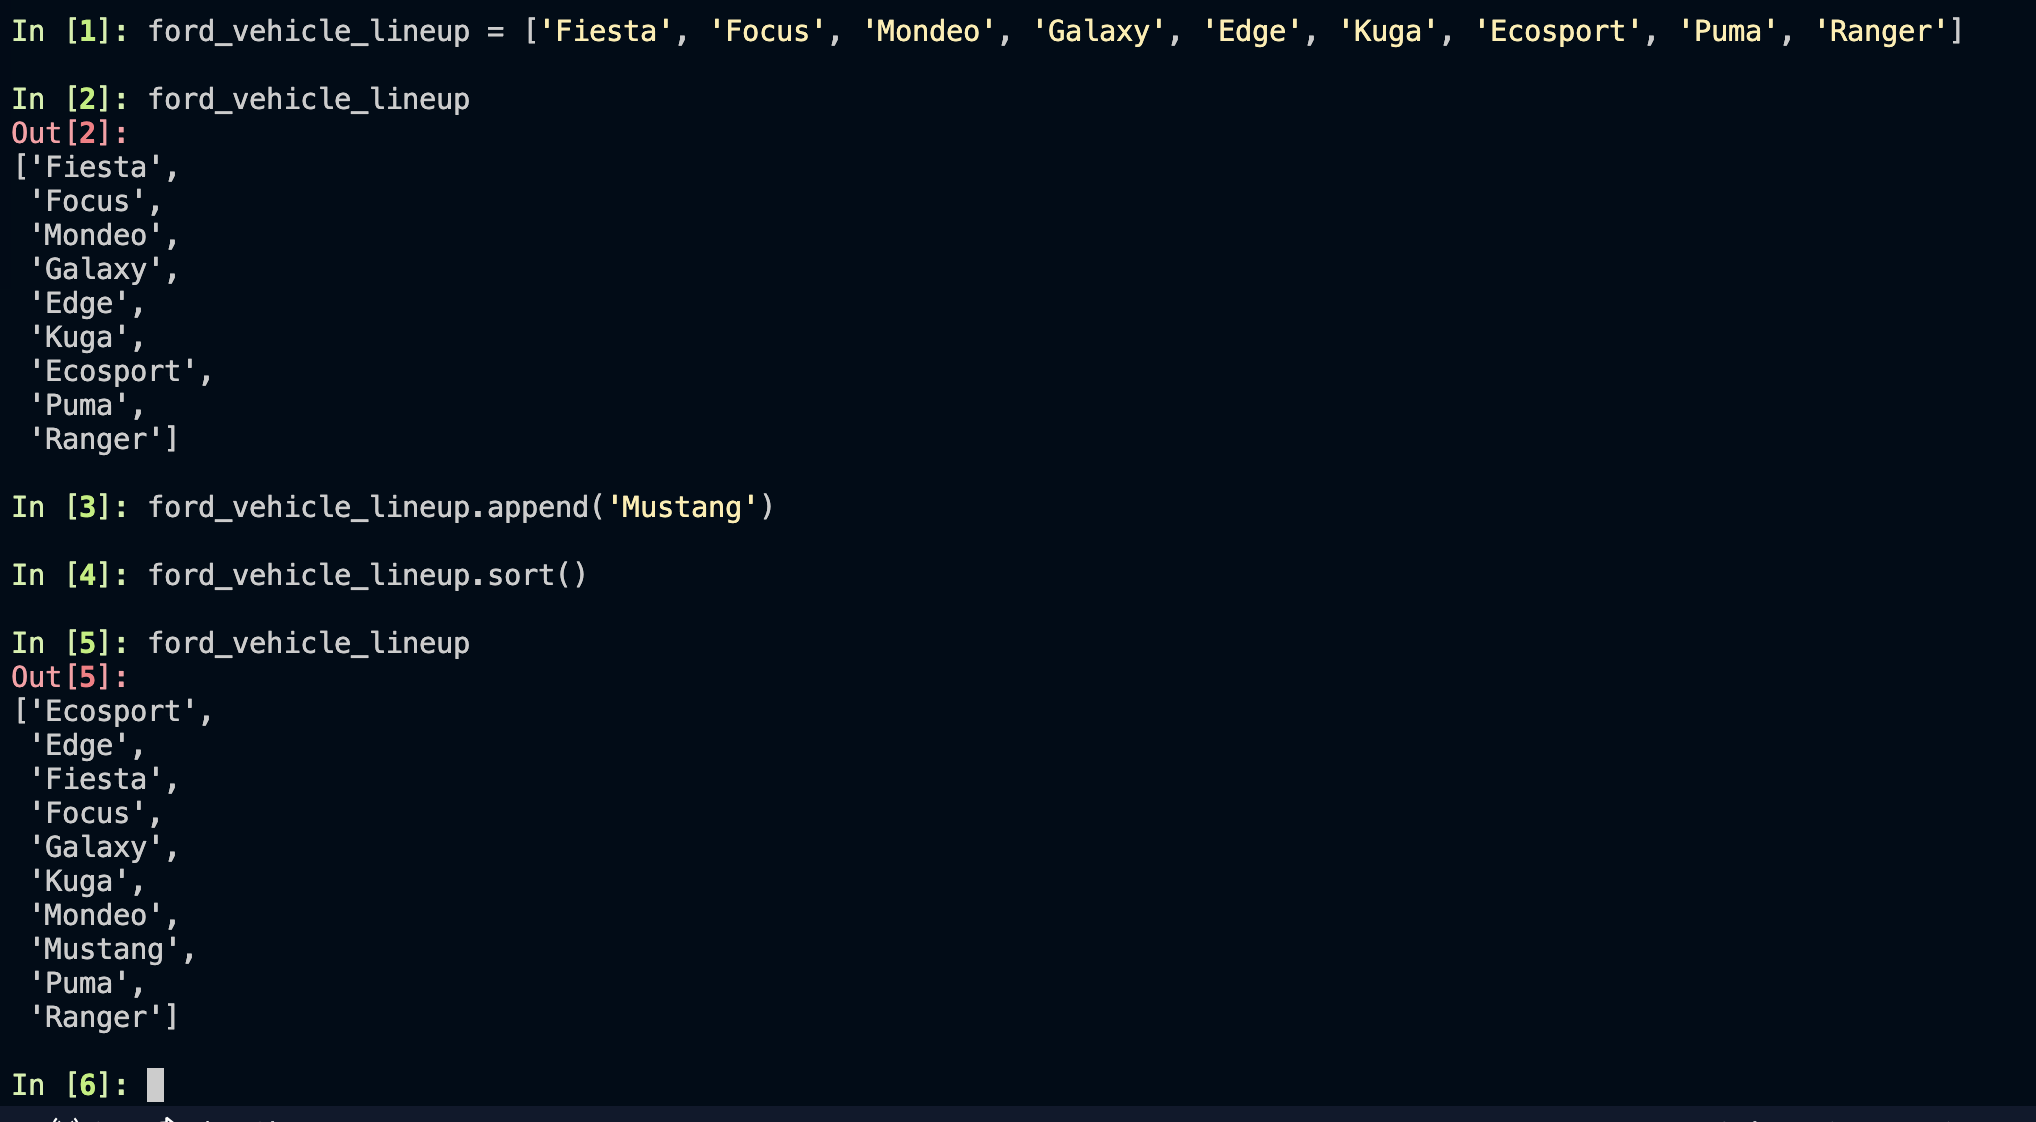 In [1]: ford_vehicle_lineup = ['Fiesta', 'Focus', 'Mondeo', 'Galaxy', 'Edge', 'Kuga', 'Ecosport', 'Puma', 'Ranger']
In [2]: ford_vehicle_lineup
Out[2]:
['Fiesta',
 'Focus',
 'Mondeo',
 'Galaxy',
 'Edge',
 'Kuga',
 'Ecosport',
 'Puma',
 'Ranger']
In [3]: ford_vehicle_lineup.append('Mustang')
In [4]: ford_vehicle_lineup.sort()
In [5]: ford_vehicle_lineup
Out[5]:
['Ecosport',
 'Edge',
 'Fiesta',
 'Focus',
 'Galaxy',
 'Kuga',
 'Mondeo',
 'Mustang',
 'Puma',
 'Ranger']
In [6]: